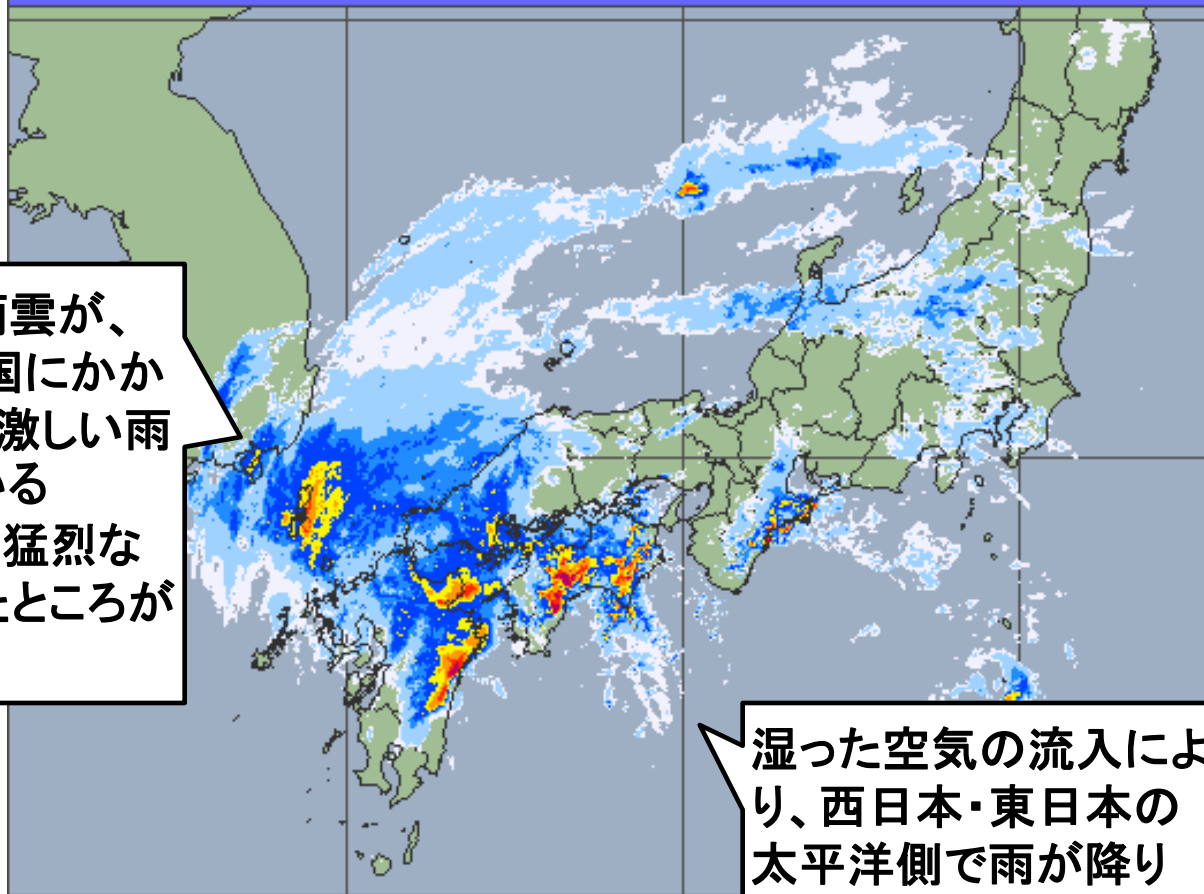 雨雲が、
国にかか
激しい雨
いる
猛烈な
たところが
湿った空気の流入によ
り、西日本・東日本の
太平洋側で雨が降り